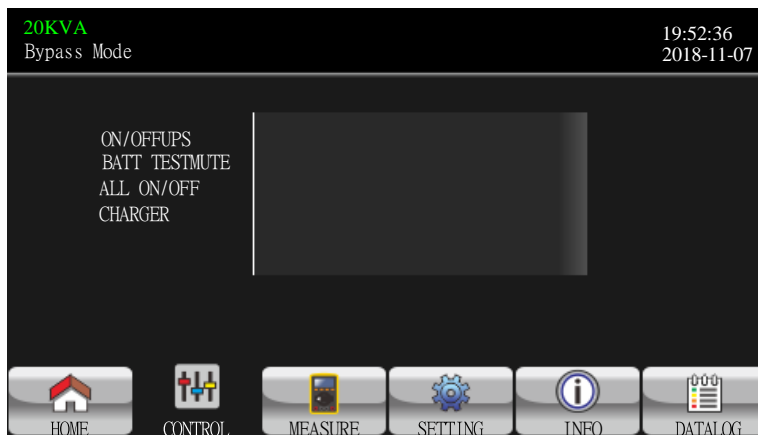 20KVA
Bypass Mode
19:52:36
2018-11-07
ON/OFFUPS
BATT TESTMUTE
ALL ON/OFF
CHARGER
HOME
CONTROL
MEASURE
SETTING
INFO
DATALOG